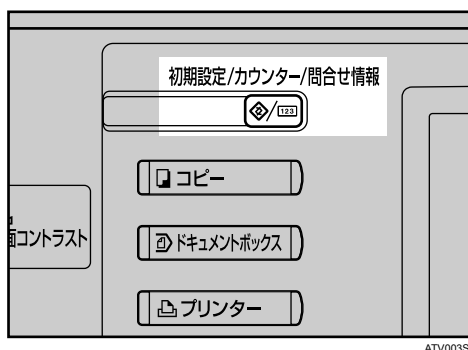 初期設定/カウンター/問合せ情報
123
コピー
面コントラスト
ドキュメントボックス
プリンター
ATV003S